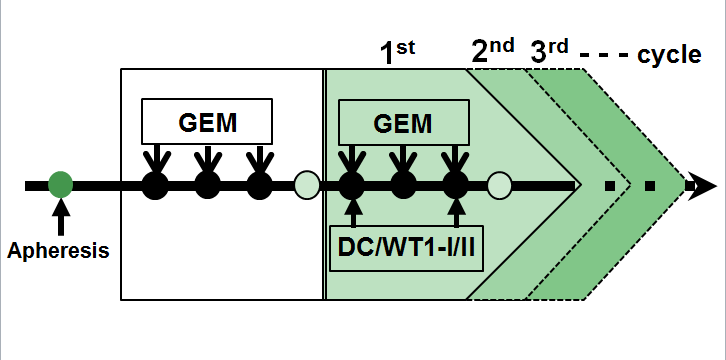 1st 2nd 3rd - - - cycle
GEM GEM
Apheresis
DC/WT1-I/II